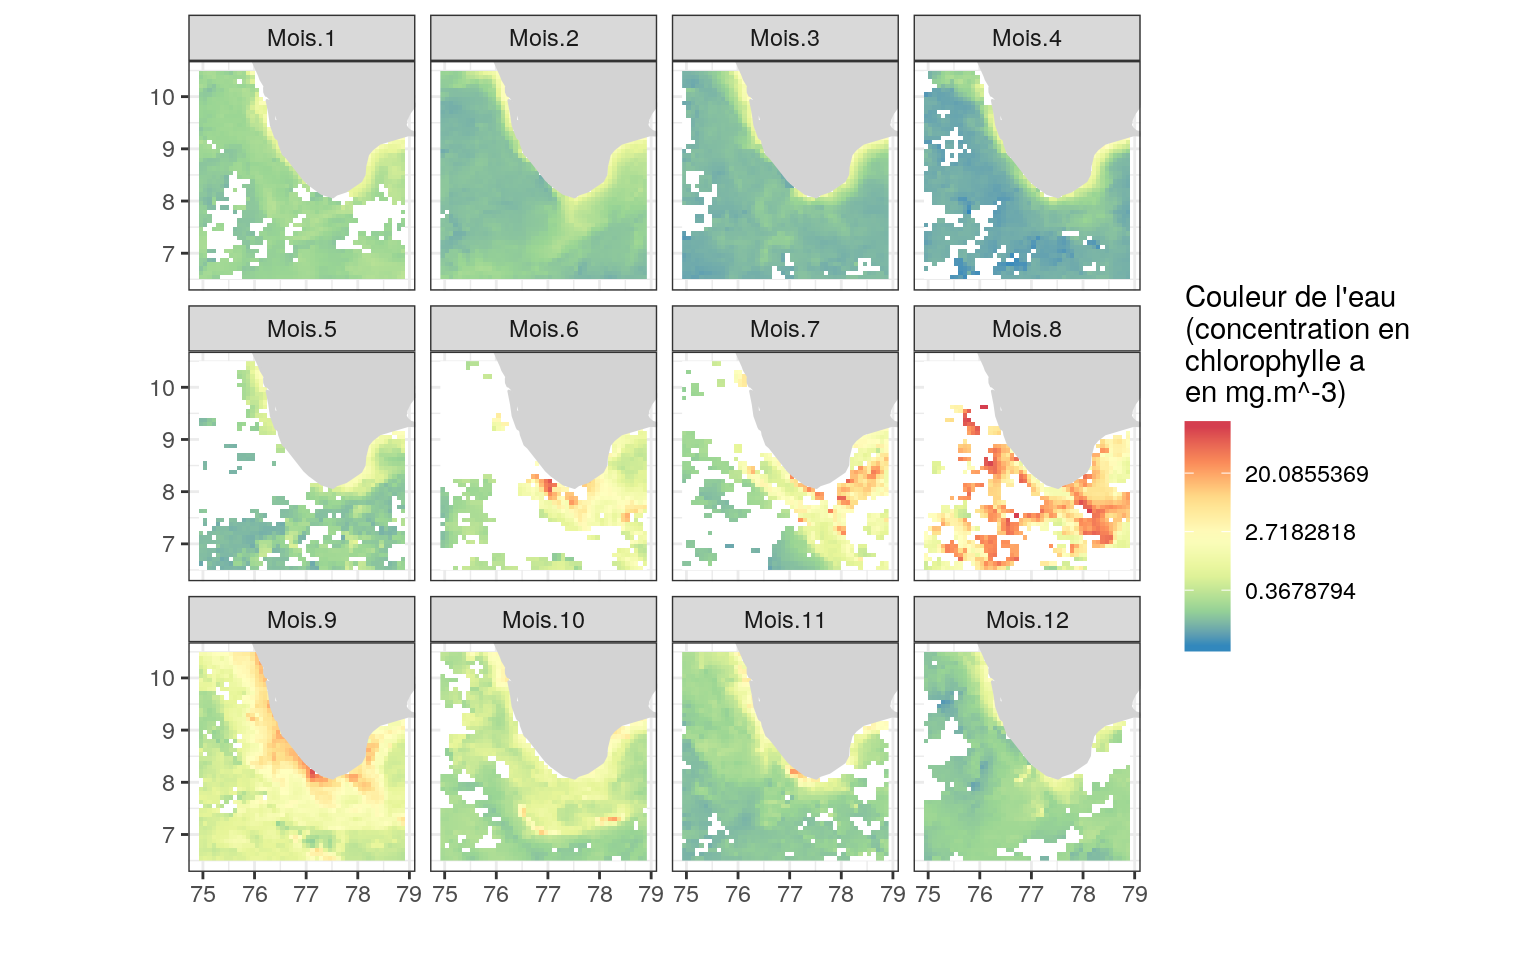 Mois.1 Mois.2 Mois.3 Mois.4
10
9
8
7
Mois.5 Mois.6 Mois.7 Mois.8
10
9
8
7
Mois.9 Mois.10 Mois.11 Mois.12
10
9
8
7
75 76 77 78 79 75 76 77 78 79 75 76 77 78 79 75 76 77 78 79
Couleur de l'eau
(concentration en
chlorophylle a
en mg.m^-3)
20.0855369
2.7182818
0.3678794